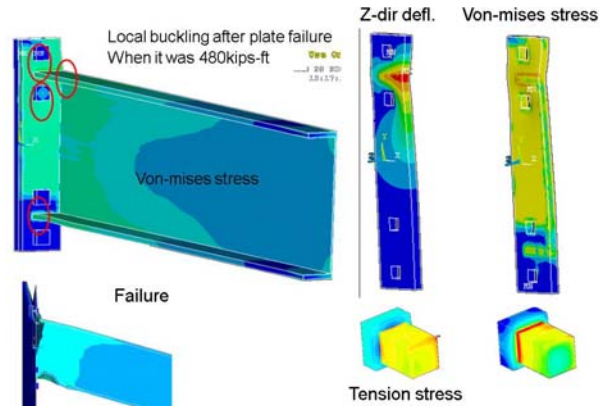 Local buckling after plate failure
When it was 480kips-ft
Z-dir defl.
Von-mises stress
Von-mises stress
Failure
Tension stress